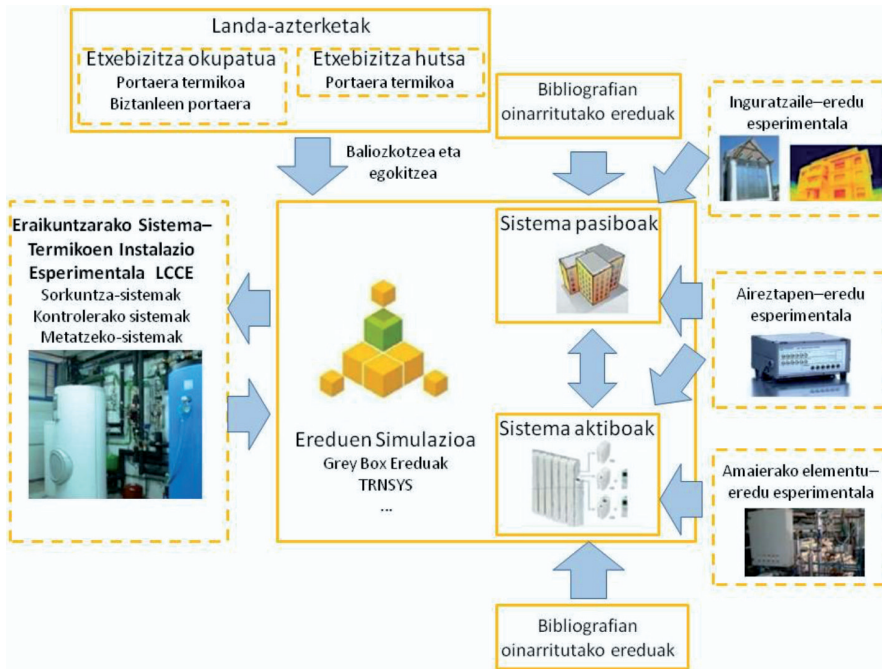 Landa-azterketak
Etxebizitza okupatua
Portaera termikoa
Biztanleen portaera
Etxebizitza hutsa
Portaera termikoa
Bibliografian
oinarritutako ereduak
Inguratzaile–eredu
esperimentala
Baliozkotzea eta
egokitzea
Eraikuntzarako Sistema–
Termikoen Instalazio
Esperimentala LCCE
Sorkuntza-sistemak
Kontrolerako sistemak
Metatzeko-sistemak
Ereduen Simulazioa
Grey Box Ereduak
TRNSYS
...
Sistema pasiboak
Sistema aktiboak
Aireztapen–eredu
esperimentala
Amaierako elementu–
eredu esperimentala
Bibliografian
oinarritutako ereduak